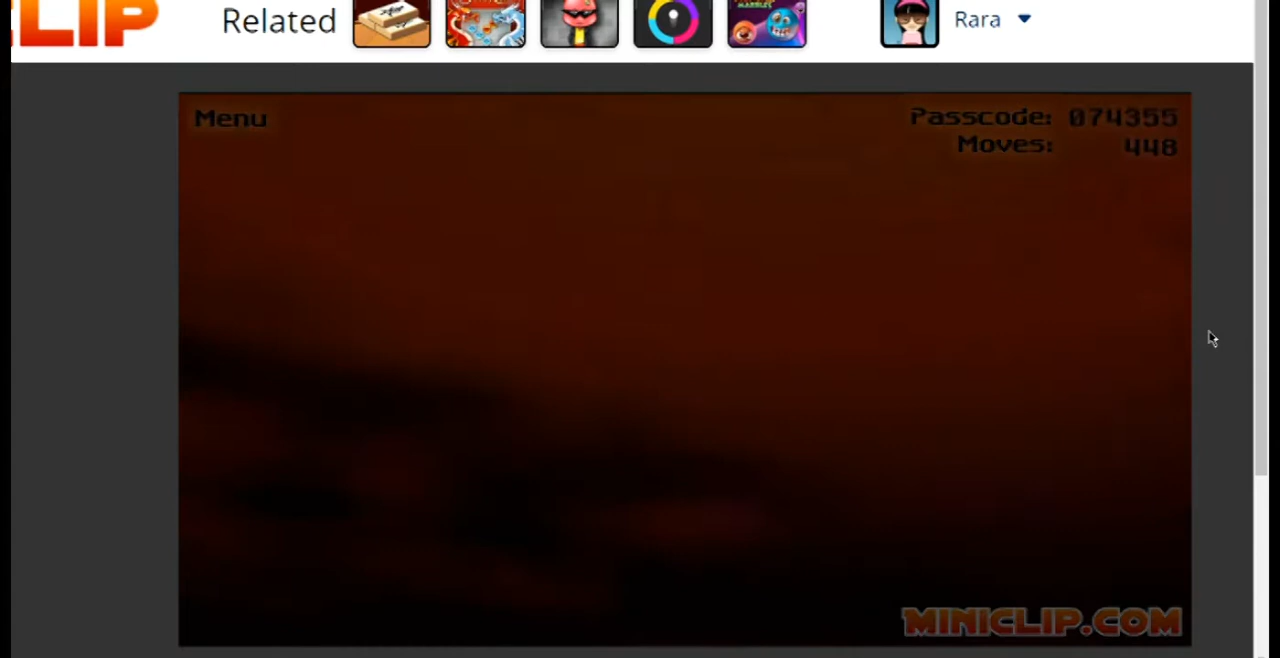 LIP
Related
Rara
Menu
Passcode: 074355
Moves: 448
MINICLIP.COM